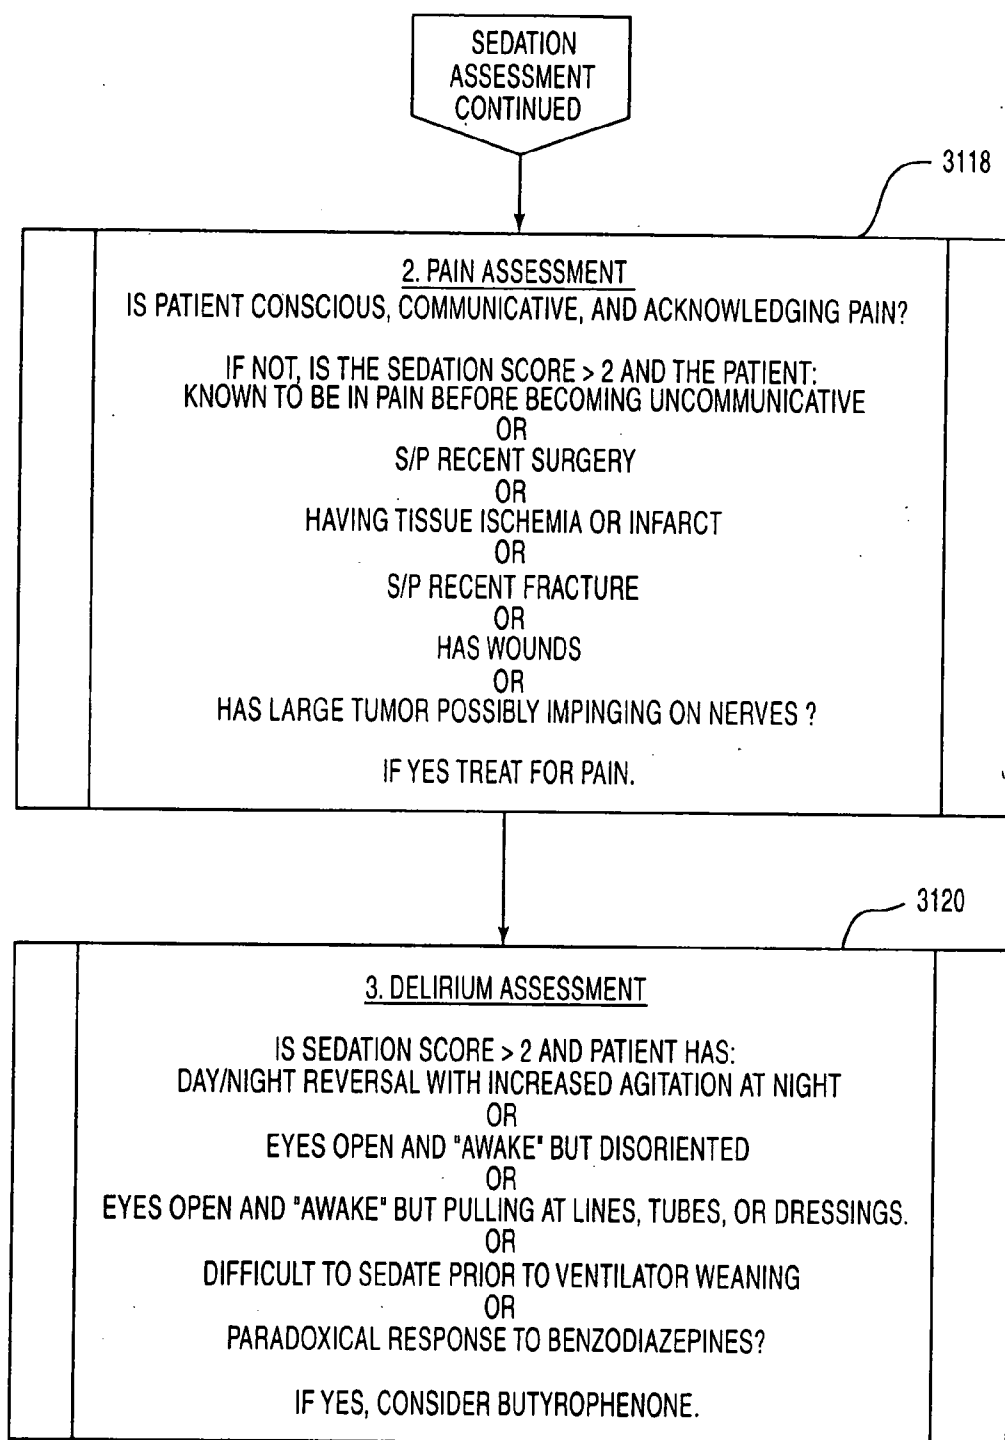 SEDATION
ASSESSMENT
CONTINUED
3118
2. PAIN ASSESSMENT
IS PATIENT CONSCIOUS, COMMUNICATIVE, AND ACKNOWLEDGING PAIN?
IF NOT, IS THE SEDATION SCORE > 2 AND THE PATIENT:
KNOWN TO BE IN PAIN BEFORE BECOMING UNCOMMUNICATIVE
OR
S/P RECENT SURGERY
OR
HAVING TISSUE ISCHEMIA OR INFARCT
OR
S/P RECENT FRACTURE
OR
HAS WOUNDS
OR
HAS LARGE TUMOR POSSIBLY IMPINGING ON NERVES ?
IF YES TREAT FOR PAIN.
3120
3. DELIRIUM ASSESSMENT
IS SEDATION SCORE > 2 AND PATIENT HAS:
DAY/NIGHT REVERSAL WITH INCREASED AGITATION AT NIGHT
OR
EYES OPEN AND "AWAKE" BUT DISORIENTED
OR
EYES OPEN AND "AWAKE" BUT PULLING AT LINES, TUBES, OR DRESSINGS.
OR
DIFFICULT TO SEDATE PRIOR TO VENTILATOR WEANING
OR
PARADOXICAL RESPONSE TO BENZODIAZEPINES?
IF YES, CONSIDER BUTYROPHENONE.